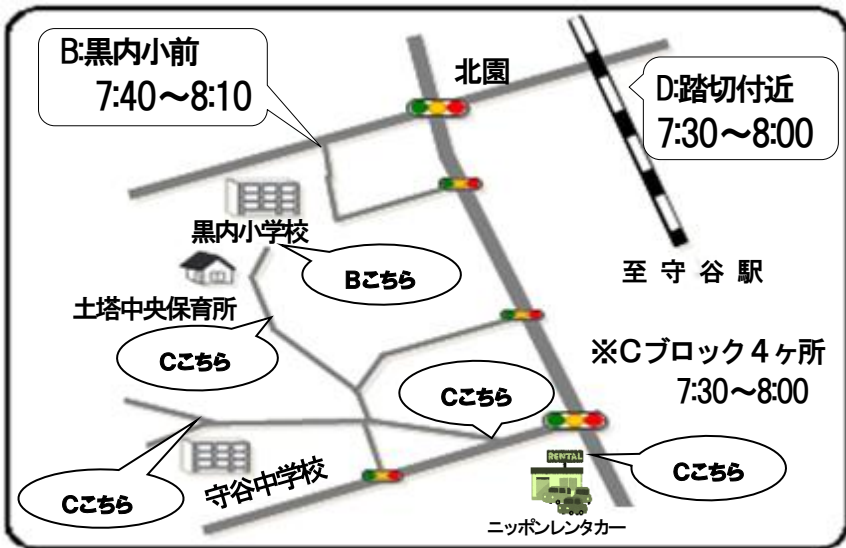 B:黒内小前
7:40～8:10
北園
D:踏切付近
7:30～8:00
黒内小学校
Bこちら
至守谷駅
土塔中央保育所
Cこちら
※Cブロック４ヶ所
7:30～8:00
Cこちら
Cこちら
守谷中学校
RENTAL
Cこちら
ニッポンレンタカー